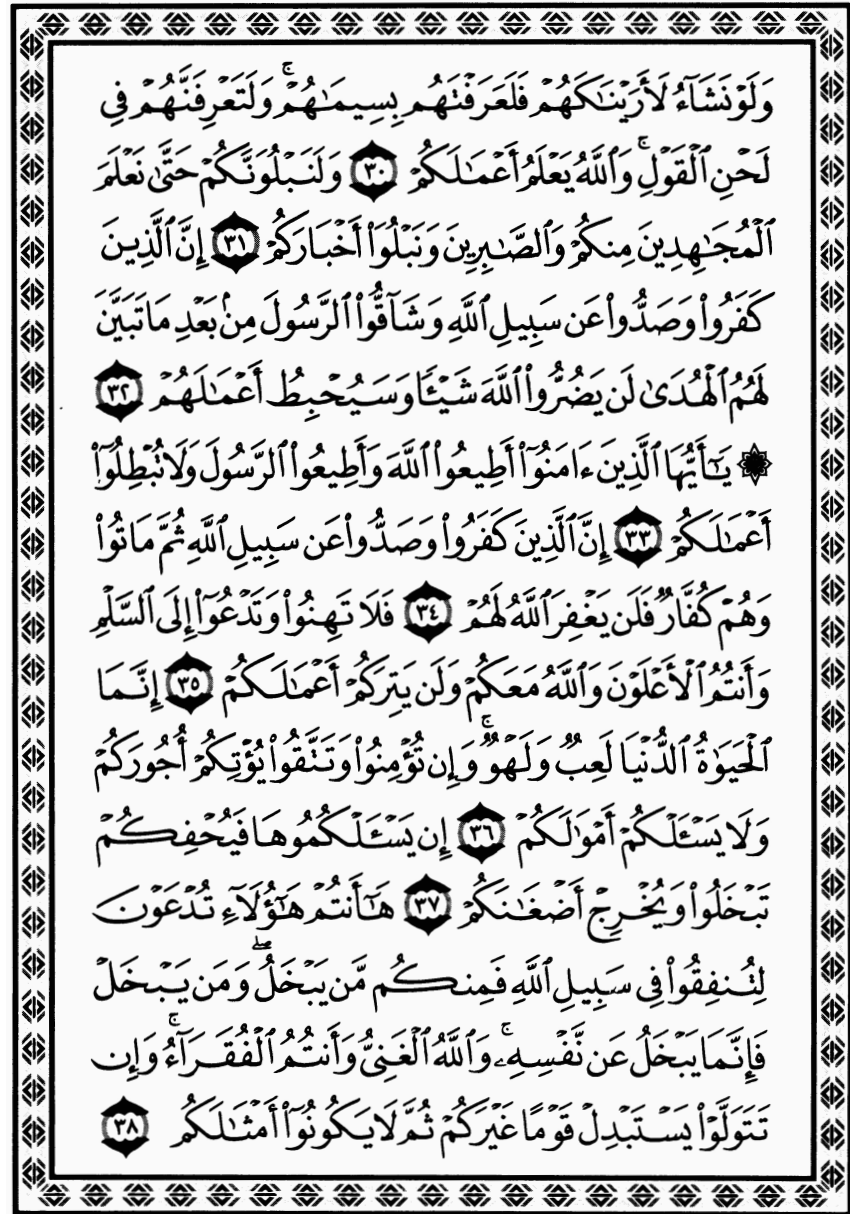 وَلَوْ نَشَآءُ لَأَرَيْنَٰكَهُمْ فَلَعَرَفْتَهُم بِسِيمَٰهُمْ ۚ وَلَتَعْرِفَنَّهُمْ فِى
لَحْنِ ٱلْقَوْلِ ۚ وَٱللَّهُ يَعْلَمُ أَعْمَٰلَكُمْ ٣٠ وَلَنَبْلُوَنَّكُمْ حَتَّىٰ نَعْلَمَ
ٱلْمُجَٰهِدِينَ مِنكُمْ وَٱلصَّٰبِرِينَ وَنَبْلُوَا۟ أَخْبَارَكُمْ ٣١ إِنَّ ٱلَّذِينَ
كَفَرُوا۟ وَصَدُّوا۟ عَن سَبِيلِ ٱللَّهِ وَشَآقُّوا۟ ٱلرَّسُولَ مِنۢ بَعْدِ مَا تَبَيَّنَ
لَهُمُ ٱلْهُدَىٰ لَن يَضُرُّوا۟ ٱللَّهَ شَيْـًٔا وَسَيُحْبِطُ أَعْمَٰلَهُمْ ٣٢
۞ يَٰٓأَيُّهَا ٱلَّذِينَ ءَامَنُوٓا۟ أَطِيعُوا۟ ٱللَّهَ وَأَطِيعُوا۟ ٱلرَّسُولَ وَلَا تُبْطِلُوٓا۟
أَعْمَٰلَكُمْ ٣٣ إِنَّ ٱلَّذِينَ كَفَرُوا۟ وَصَدُّوا۟ عَن سَبِيلِ ٱللَّهِ ثُمَّ مَاتُوا۟
وَهُمْ كُفَّارٌ فَلَن يَغْفِرَ ٱللَّهُ لَهُمْ ٣٤ فَلَا تَهِنُوا۟ وَتَدْعُوٓا۟ إِلَى ٱلسَّلْمِ
وَأَنتُمُ ٱلْأَعْلَوْنَ وَٱللَّهُ مَعَكُمْ وَلَن يَتِرَكُمْ أَعْمَٰلَكُمْ ٣٥ إِنَّمَا
ٱلْحَيَوٰةُ ٱلدُّنْيَا لَعِبٌ وَلَهْوٌ ۚ وَإِن تُؤْمِنُوا۟ وَتَتَّقُوا۟ يُؤْتِكُمْ أُجُورَكُمْ
وَلَا يَسْـَٔلْكُمْ أَمْوَٰلَكُمْ ٣٦ إِن يَسْـَٔلْكُمُوهَا فَيُحْفِكُمْ
تَبْخَلُوا۟ وَيُخْرِجْ أَضْغَٰنَكُمْ ٣٧ هَٰٓأَنتُمْ هَٰٓؤُلَآءِ تُدْعَوْنَ
لِتُنفِقُوا۟ فِى سَبِيلِ ٱللَّهِ فَمِنكُم مَّن يَبْخَلُ ۖ وَمَن يَبْخَلْ
فَإِنَّمَا يَبْخَلُ عَن نَّفْسِهِۦ ۚ وَٱللَّهُ ٱلْغَنِىُّ وَأَنتُمُ ٱلْفُقَرَآءُ ۚ وَإِن
تَتَوَلَّوْا۟ يَسْتَبْدِلْ قَوْمًا غَيْرَكُمْ ثُمَّ لَا يَكُونُوٓا۟ أَمْثَٰلَكُم ٣٨